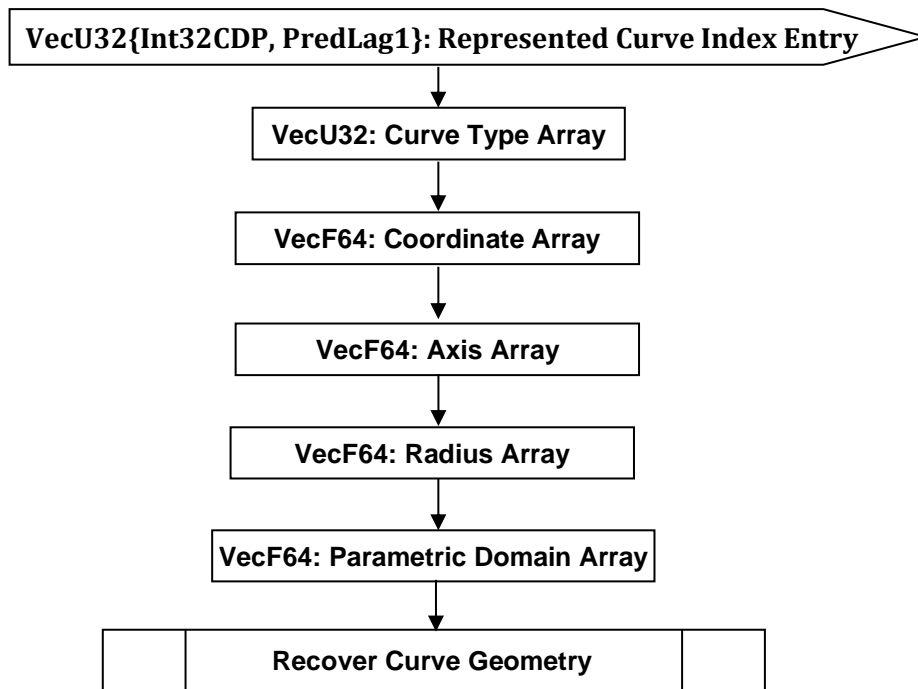 VecU32{Int32CDP, PredLag1}: Represented Curve Index Entry
VecU32: Curve Type Array
VecF64: Coordinate Array
VecF64: Axis Array
VecF64: Radius Array
VecF64: Parametric Domain Array
Recover Curve Geometry